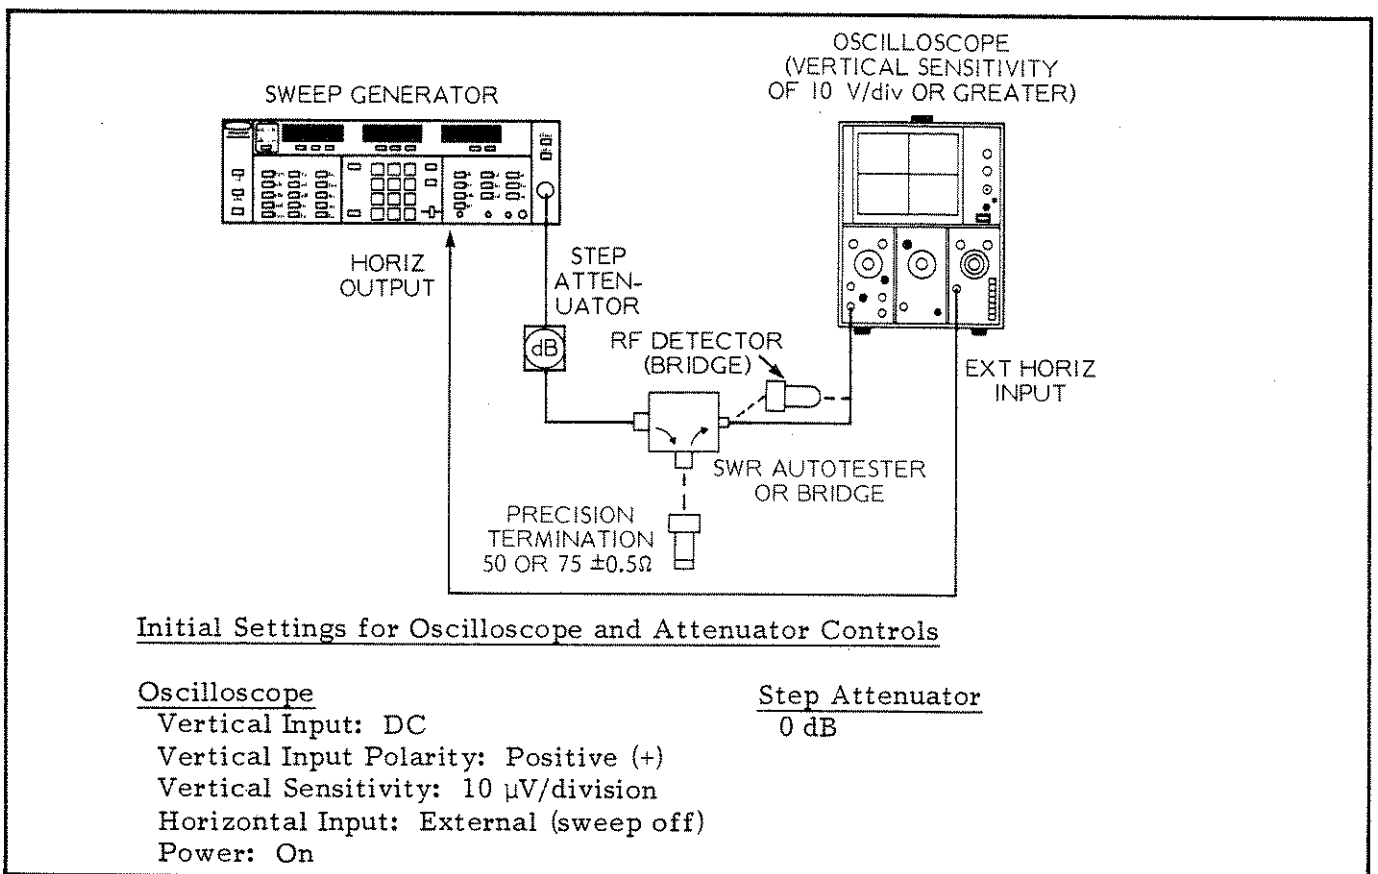 OSCILLOSCOPE
(VERTICAL SENSITIVITY
OF 10 V/div OR GREATER)
SWEEP GENERATOR
HORIZ
OUTPUT
STEP
ATTEN-
UATOR
dB
RF DETECTOR
(BRIDGE)
EXT HORIZ
INPUT
SWR AUTOTESTER
OR BRIDGE
PRECISION
TERMINATION
50 OR 75 ±0.5Ω
Initial Settings for Oscilloscope and Attenuator Controls
Oscilloscope
Vertical Input: DC
Vertical Input Polarity: Positive (+)
Vertical Sensitivity: 10 µV/division
Horizontal Input: External (sweep off)
Power: On
Step Attenuator
0 dB